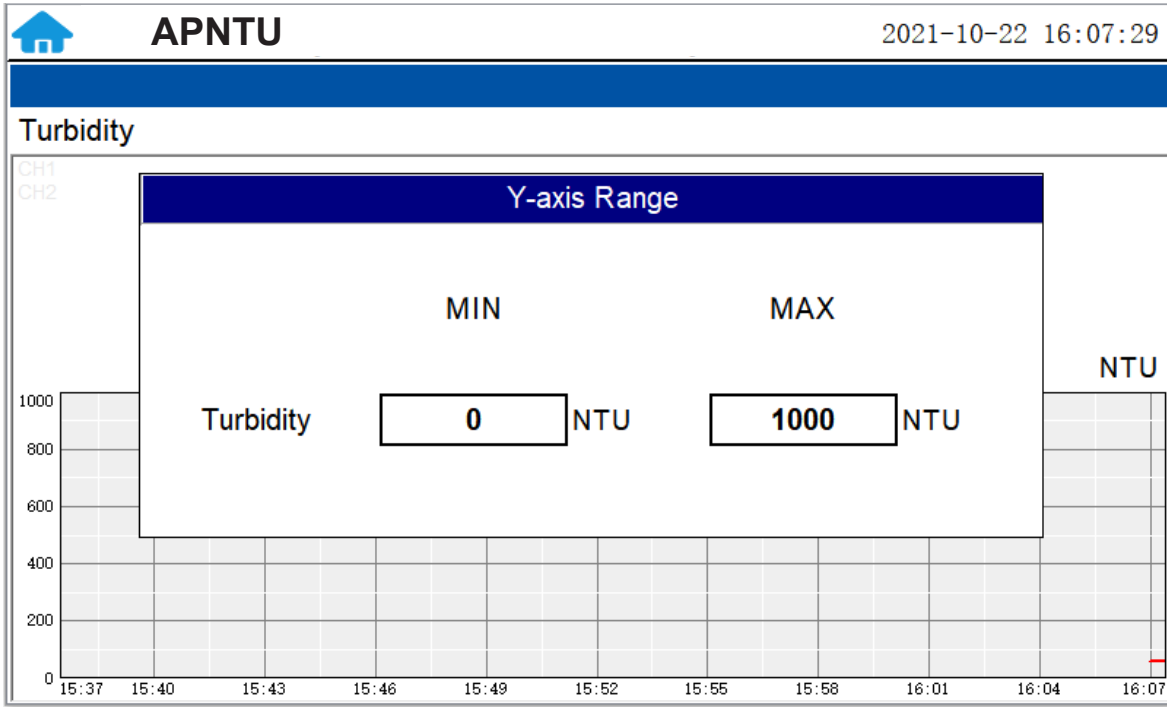 APNTU 2021-10-22 16:07:29
Turbidity
CH1
CH2
Y-axis Range
MIN MAX
NTU
Turbidity 0 NTU 1000 NTU
1000
800
600
400
200
0
15:37 15:40 15:43 15:46 15:49 15:52 15:55 15:58 16:01 16:04 16:07